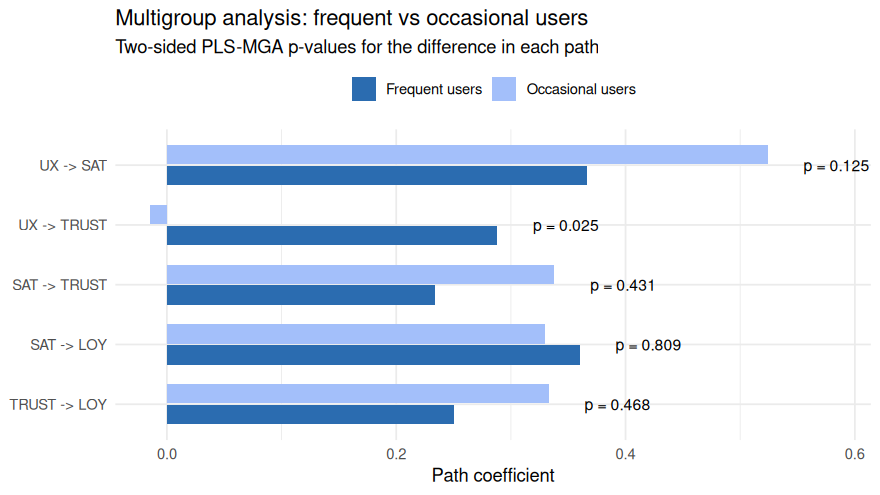 Multigroup analysis: frequent vs occasional users
Two-sided PLS-MGA p-values for the difference in each path
Frequent users Occasional users
UX -> SAT p = 0.125
UX -> TRUST p = 0.025
SAT -> TRUST p = 0.431
SAT -> LOY p = 0.809
TRUST -> LOY p = 0.468
0.0 0.2 0.4 0.6
Path coefficient